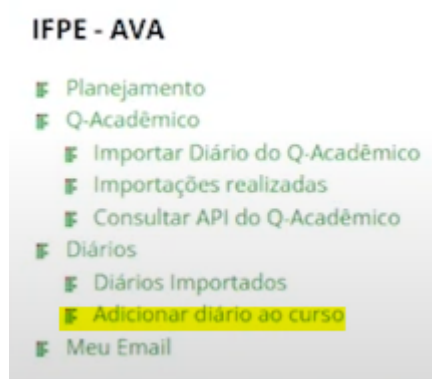 IFPE - AVA
Planejamento
Q-Acadêmico
Importar Diário do Q-Acadêmico
Importações realizadas
Consultar API do Q-Acadêmico
Diários
Diários Importados
Adicionar diário ao curso
Meu Email